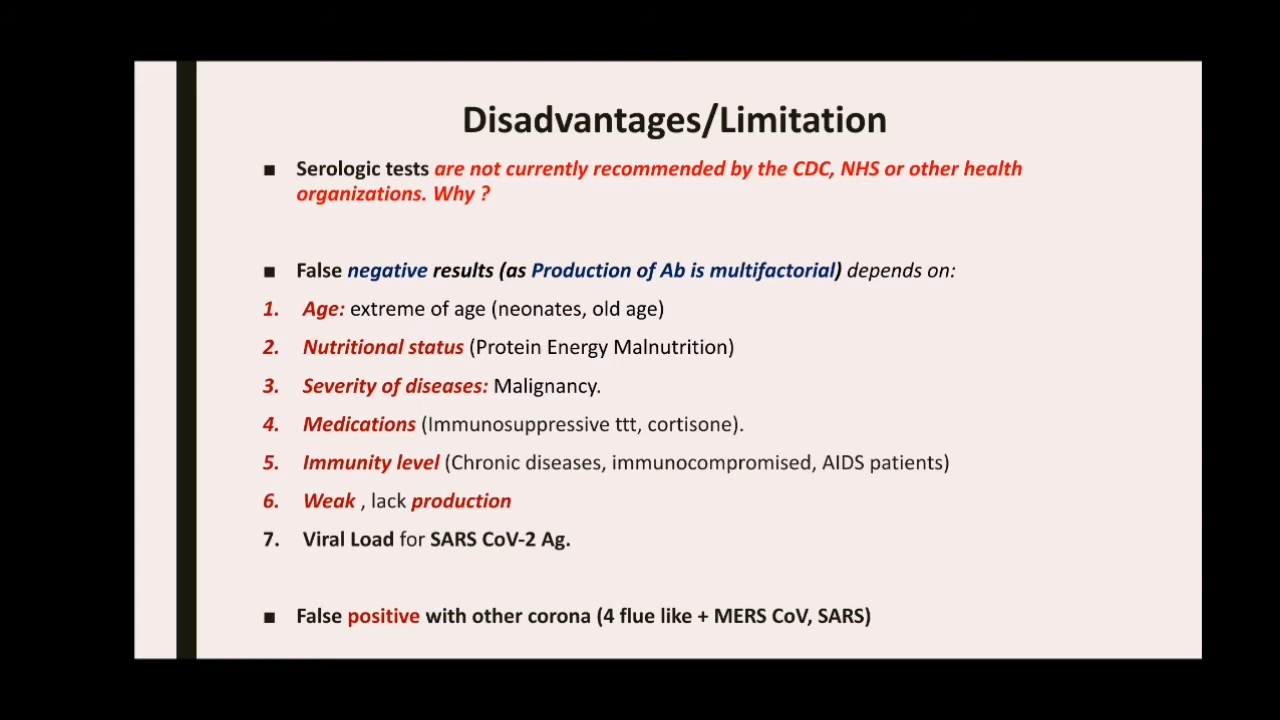 Disadvantages/Limitation
■ Serologic tests are not currently recommended by the CDC, NHS or other health
organizations. Why ?
■ False negative results (as Production of Ab is multifactorial) depends on:
1. Age: extreme of age (neonates, old age)
2. Nutritional status (Protein Energy Malnutrition)
3. Severity of diseases: Malignancy.
4. Medications (Immunosuppressive ttt, cortisone).
5. Immunity level (Chronic diseases, immunocompromised, AIDS patients)
6. Weak , lack production
7. Viral Load for SARS CoV-2 Ag.
■ False positive with other corona (4 flue like + MERS CoV, SARS)